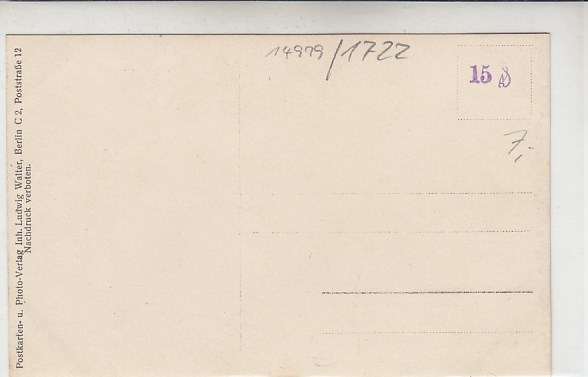 14979/1722
15 ₰
7,-
Postkarten- u. Photo-Verlag Inh. Ludwig Walter, Berlin C 2, Poststraße 12
Nachdruck verboten.